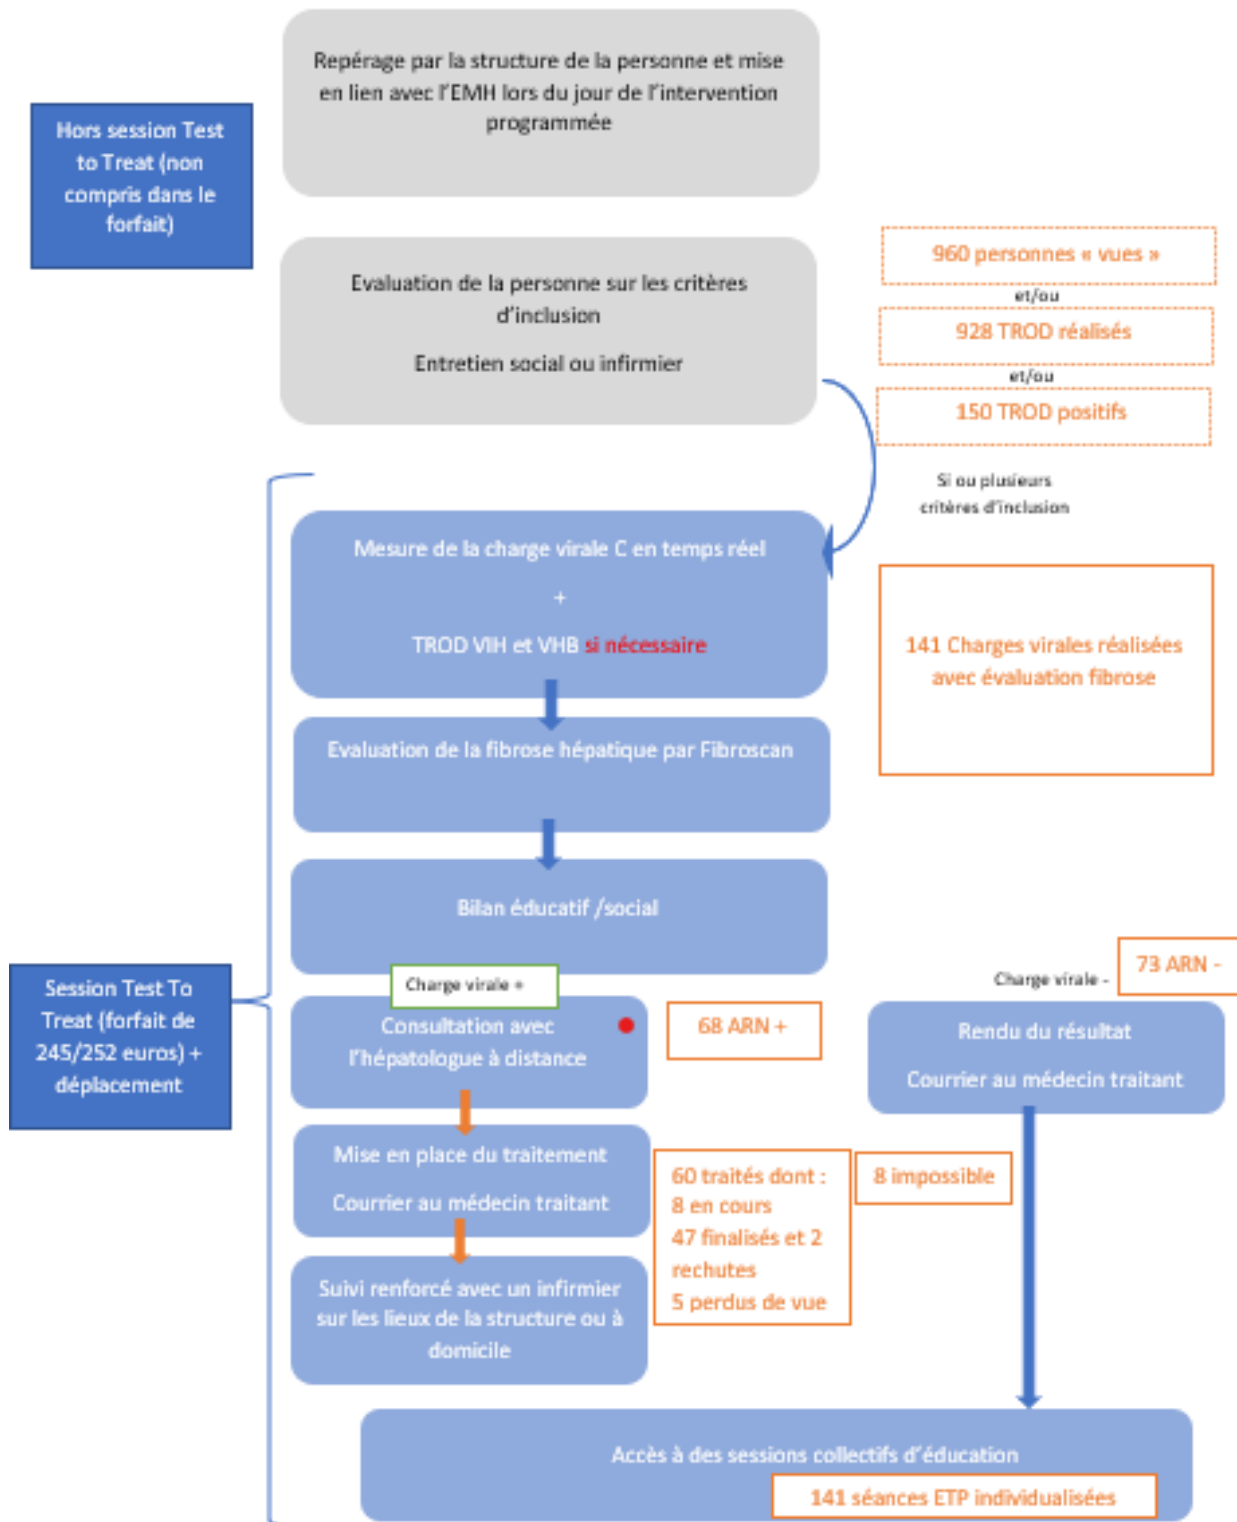 Repérage par la structure de la personne et mise
en lien avec l'EMH lors du jour de l'intervention
programmée
Hors session Test
to Treat (non
compris dans le
forfait)
Evaluation de la personne sur les critères
d'inclusion
Entretien social ou infirmier
960 personnes « vues »
et/ou
928 TROD réalisés
et/ou
150 TROD positifs
Si ou plusieurs
critères d'inclusion
Mesure de la charge virale C en temps réel
+
TROD VIH et VHB si nécessaire
141 Charges virales réalisées
avec évaluation fibrose
Evaluation de la fibrose hépatique par Fibroscan
Bilan éducatif /social
Session Test To
Treat (forfait de
245/252 euros) +
déplacement
Charge virale +
Consultation avec
l'hépatologue à distance
68 ARN +
Charge virale -
73 ARN -
Rendu du résultat
Courrier au médecin traitant
Mise en place du traitement
Courrier au médecin traitant
60 traités dont :
8 en cours
47 finalisés et 2
rechutes
5 perdus de vue
8 impossible
Suivi renforcé avec un infirmier
sur les lieux de la structure ou à
domicile
Accès à des sessions collectifs d'éducation
141 séances ETP individualisées